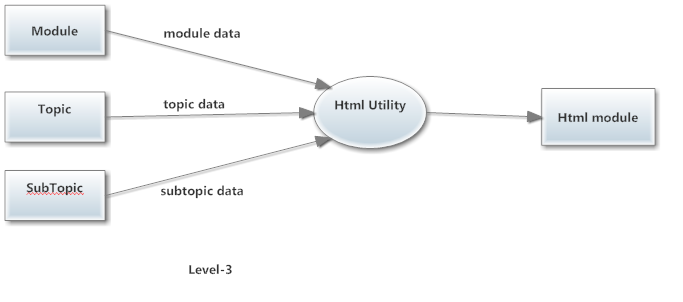 Module
module data
Topic
topic data
Html Utility
Html module
SubTopic
subtopic data
Level-3